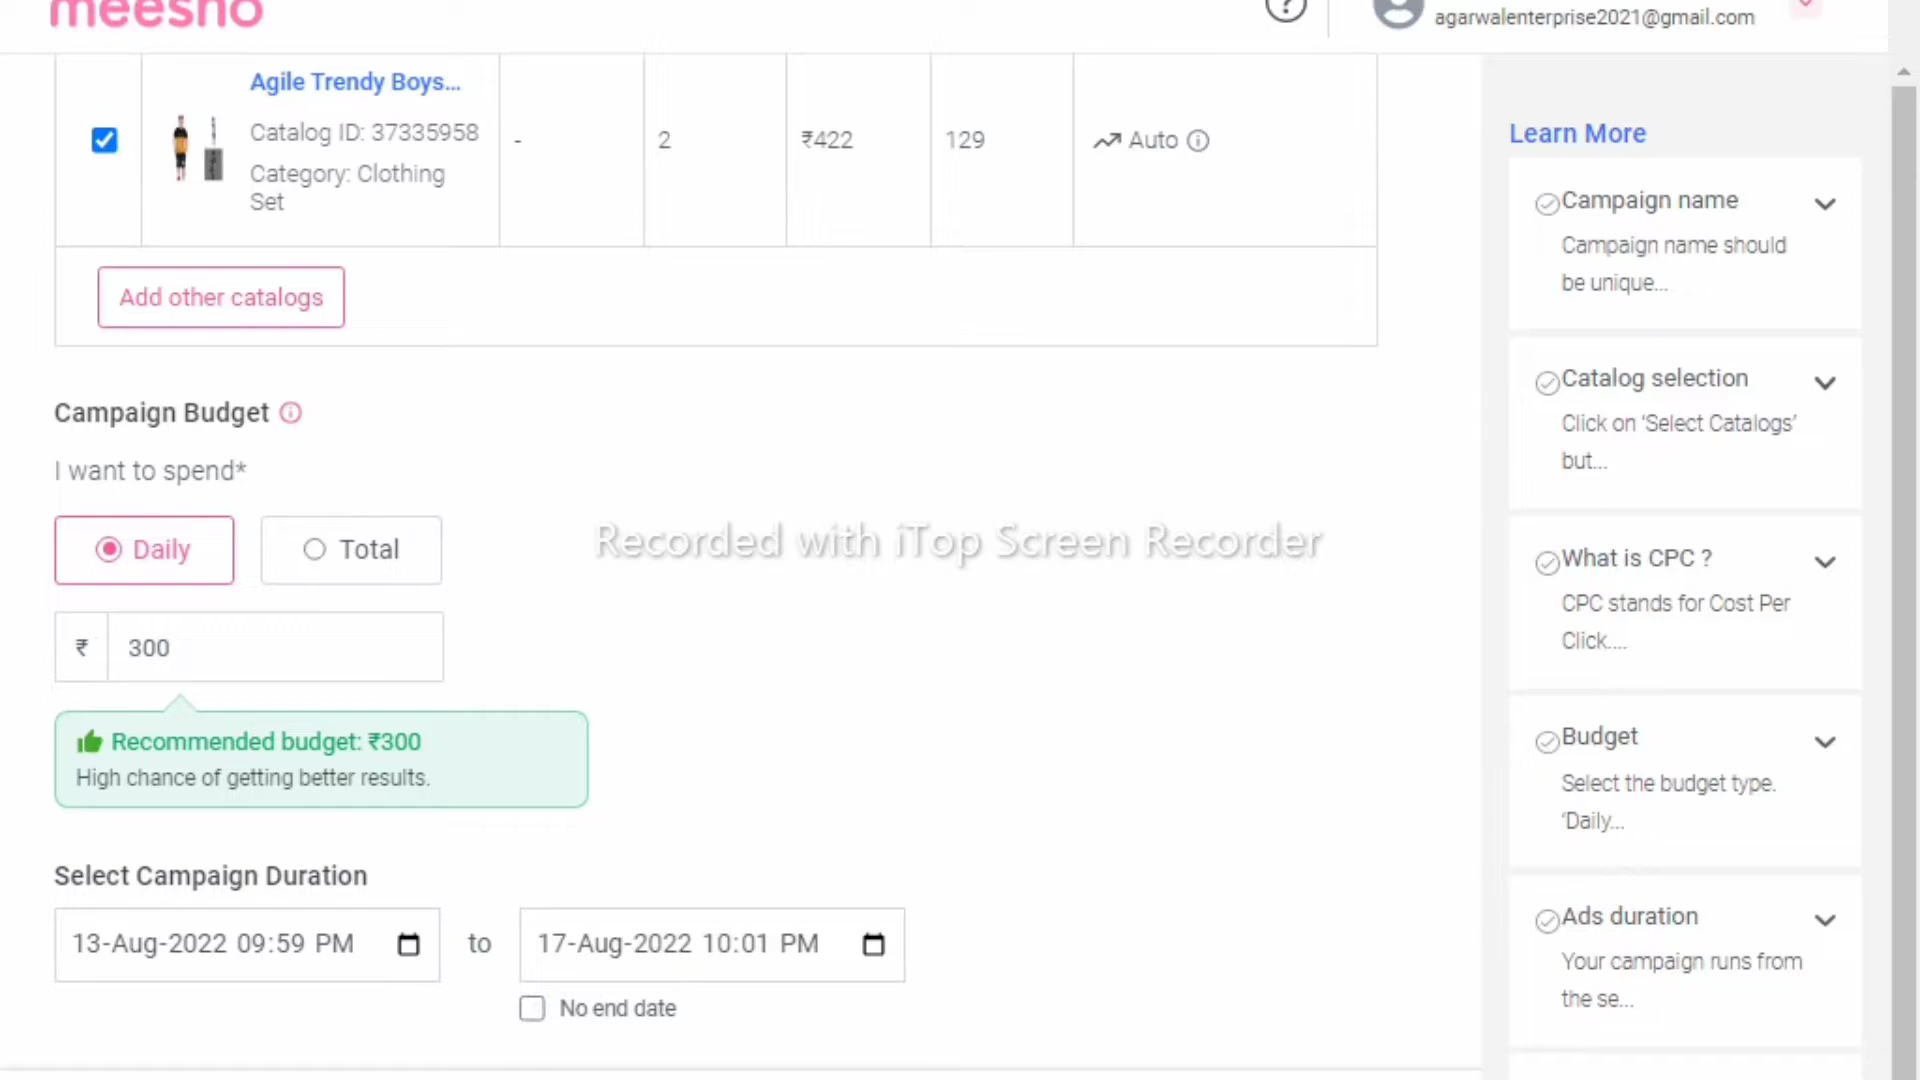 meesho
agarwalenterprise2021@gmail.com
Agile Trendy Boys...
Catalog ID: 37335958
Category: Clothing
Set
-
2
₹422
129
Auto
Add other catalogs
Campaign Budget
I want to spend*
Daily
Total
₹ 300
Recommended budget: ₹300
High chance of getting better results.
Select Campaign Duration
13-Aug-2022 09:59 PM
to
17-Aug-2022 10:01 PM
No end date
Recorded with iTop Screen Recorder
Learn More
Campaign name
Campaign name should
be unique...
Catalog selection
Click on ‘Select Catalogs’
but...
What is CPC ?
CPC stands for Cost Per
Click....
Budget
Select the budget type.
‘Daily...
Ads duration
Your campaign runs from
the se...